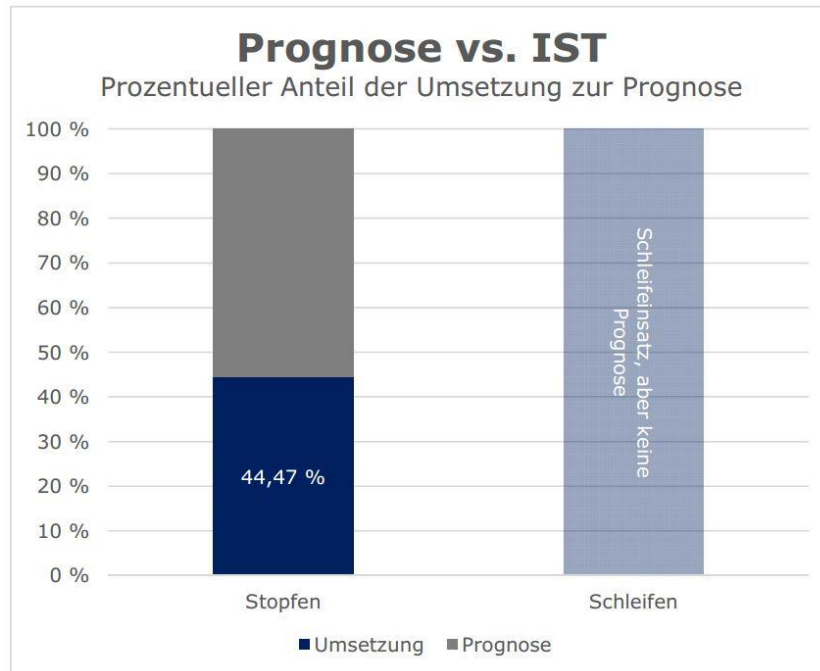 Prognose vs. IST
Prozentueller Anteil der Umsetzung zur Prognose
100 %
90 %
80 %
70 %
60 %
50 %
40 %
30 %
20 %
10 %
0 %
44,47 %
Schleifeinsatz, aber keine
Prognose
Stopfen
Schleifen
Umsetzung
Prognose